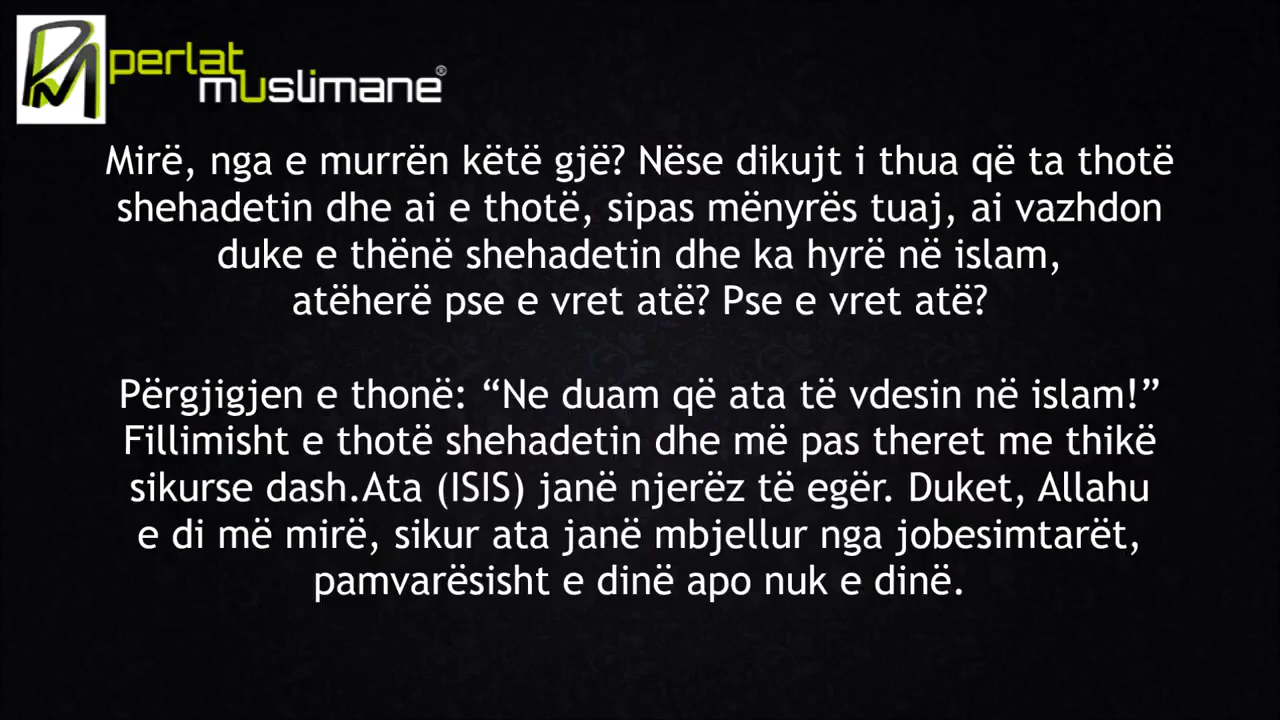 perlat
muslimane®
Mirë, nga e murrën këtë gjë? Nëse dikujt i thua që ta thotë
shehadetin dhe ai e thotë, sipas mënyrës tuaj, ai vazhdon
duke e thënë shehadetin dhe ka hyrë në islam,
atëherë pse e vret atë? Pse e vret atë?
Përgjigjen e thonë: “Ne duam që ata të vdesin në islam!”
Fillimisht e thotë shehadetin dhe më pas theret me thikë
sikurse dash.Ata (ISIS) janë njerëz të egër. Duket, Allahu
e di më mirë, sikur ata janë mbjellur nga jobesimtarët,
pamvarësisht e dinë apo nuk e dinë.